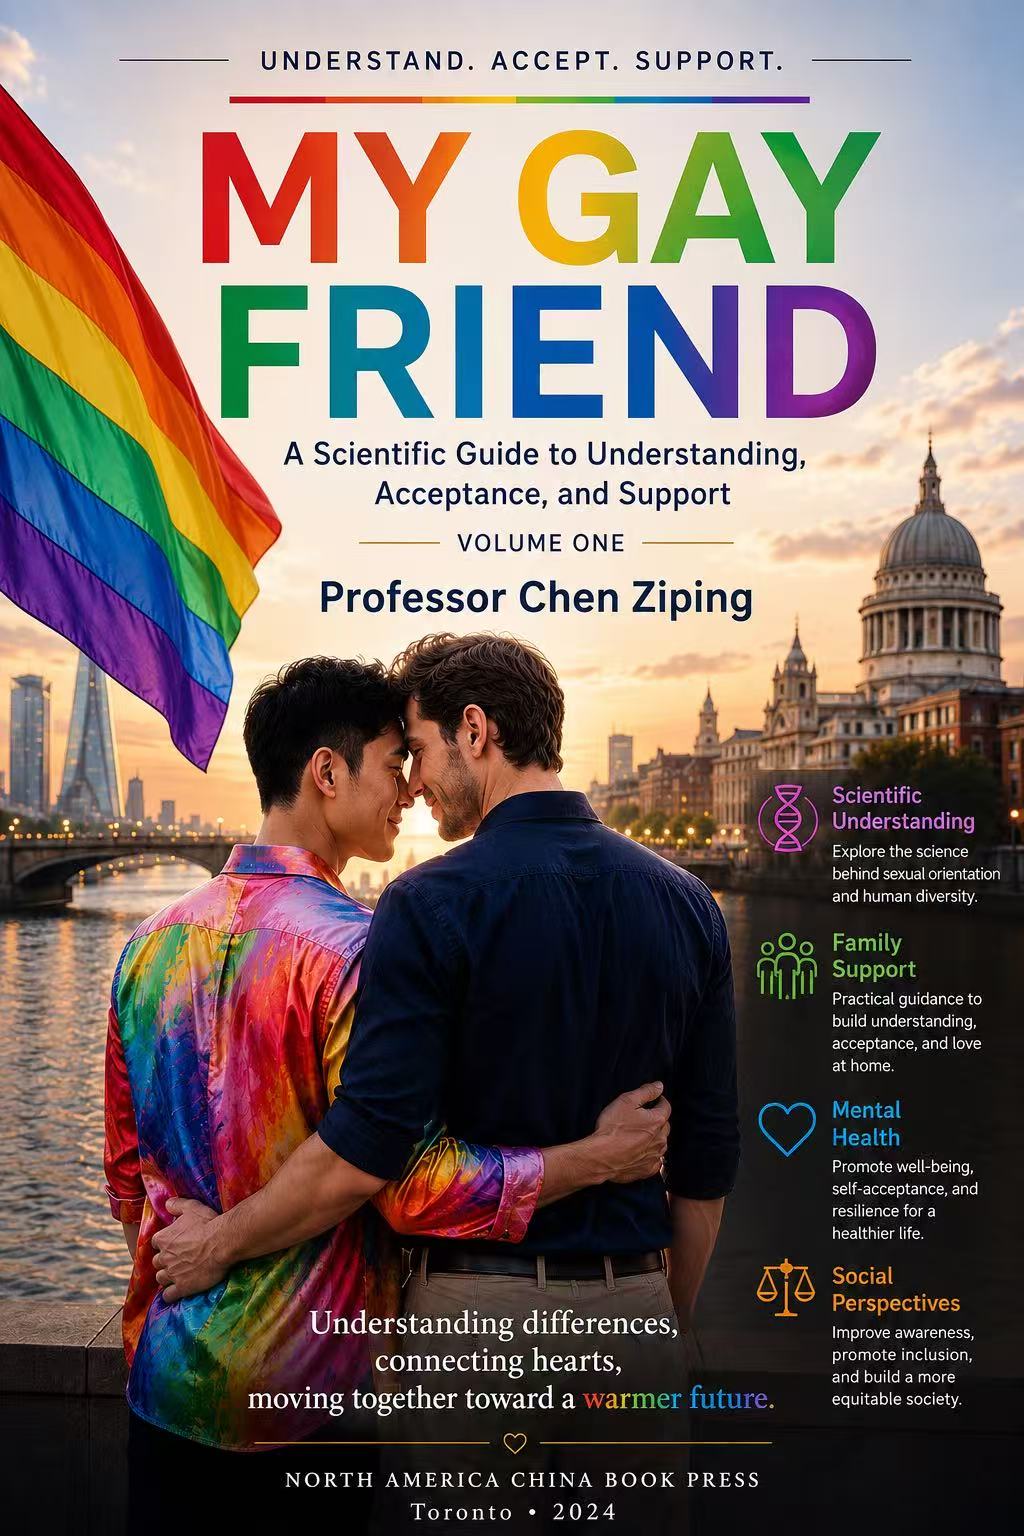 UNDERSTAND. ACCEPT. SUPPORT.
MY GAY
FRIEND
A Scientific Guide to Understanding,
Acceptance, and Support
VOLUME ONE
Professor Chen Ziping
Scientific
Understanding
Explore the science
behind sexual orientation
and human diversity.
Family
Support
Practical guidance to
build understanding,
acceptance, and love
at home.
Mental
Health
Promote well-being,
self-acceptance, and
resilience for a
healthier life.
Social
Perspectives
Improve awareness,
promote inclusion,
and build a more
equitable society.
Understanding differences,
connecting hearts,
moving together toward a warmer future.
NORTH AMERICA CHINA BOOK PRESS
Toronto • 2024